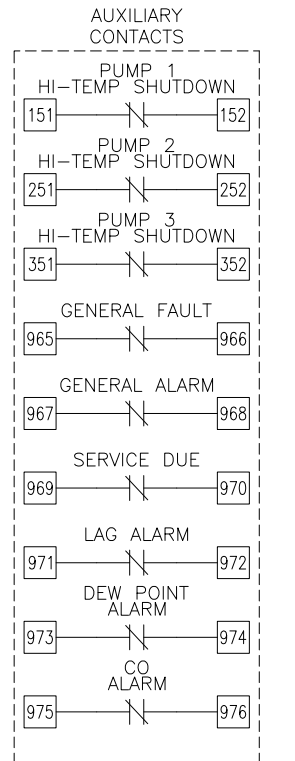 AUXILIARY
CONTACTS
PUMP 1
HI-TEMP SHUTDOWN
151 152
PUMP 2
HI-TEMP SHUTDOWN
251 252
PUMP 3
HI-TEMP SHUTDOWN
351 352
GENERAL FAULT
965 966
GENERAL ALARM
967 968
SERVICE DUE
969 970
LAG ALARM
971 972
DEW POINT
ALARM
973 974
CO
ALARM
975 976